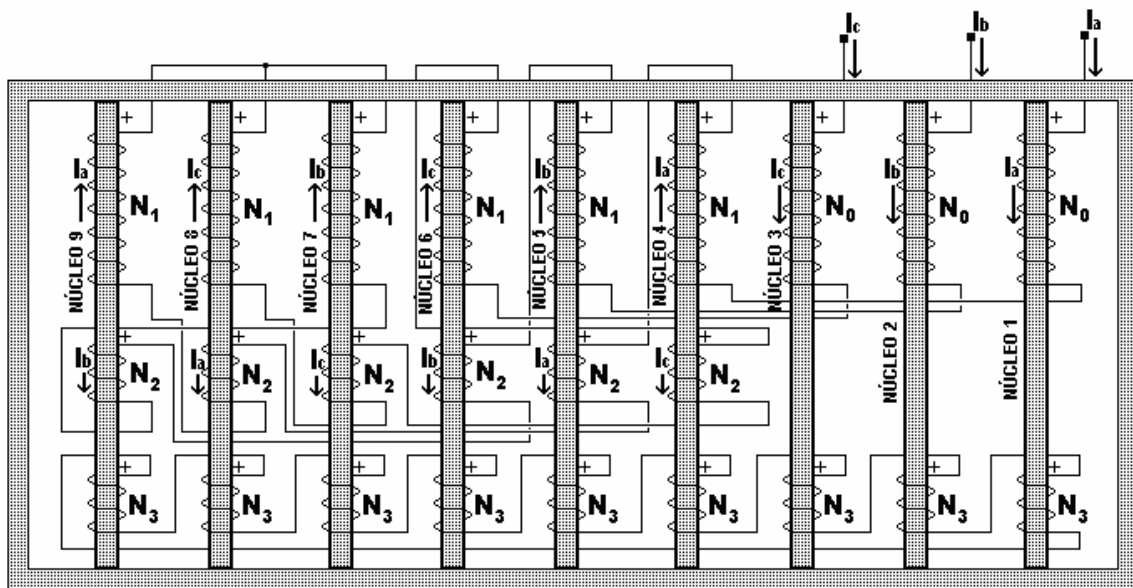 Ic Ib Ia
+ + + + + + + + +
Ia Ic Ib Ic Ib Ia Ic Ib Ia
N1 N1 N1 N1 N1 N1 N0 N0 N0
NÚCLEO 9 NÚCLEO 8 NÚCLEO 7 NÚCLEO 6 NÚCLEO 5 NÚCLEO 4 NÚCLEO 3 NÚCLEO 2 NÚCLEO 1
+ + + + + +
Ib Ia Ic Ib Ia Ic
N2 N2 N2 N2 N2 N2
+ + + + + + + + +
N3 N3 N3 N3 N3 N3 N3 N3 N3